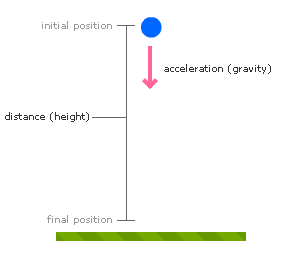 initial position
acceleration (gravity)
distance (height)
final position